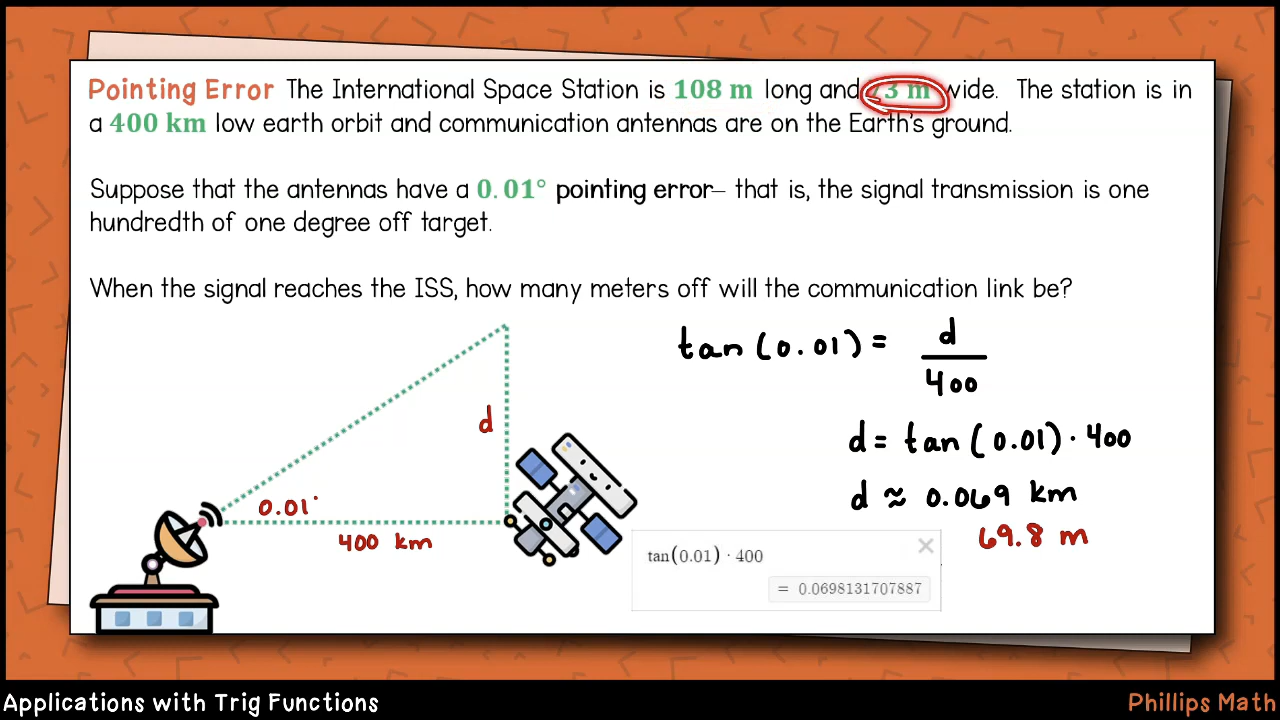 Pointing Error The International Space Station is 108 m long and 3 m wide. The station is in
a 400 km low earth orbit and communication antennas are on the Earth's ground.
Suppose that the antennas have a 0.01° pointing error– that is, the signal transmission is one
hundredth of one degree off target.
When the signal reaches the ISS, how many meters off will the communication link be?
tan(0.01) = d
400
d = tan(0.01) · 400
d ≈ 0.069 km
69.8 m
d
0.01°
400 km
tan(0.01) · 400
= 0.0698131707887
Applications with Trig Functions
Phillips Math